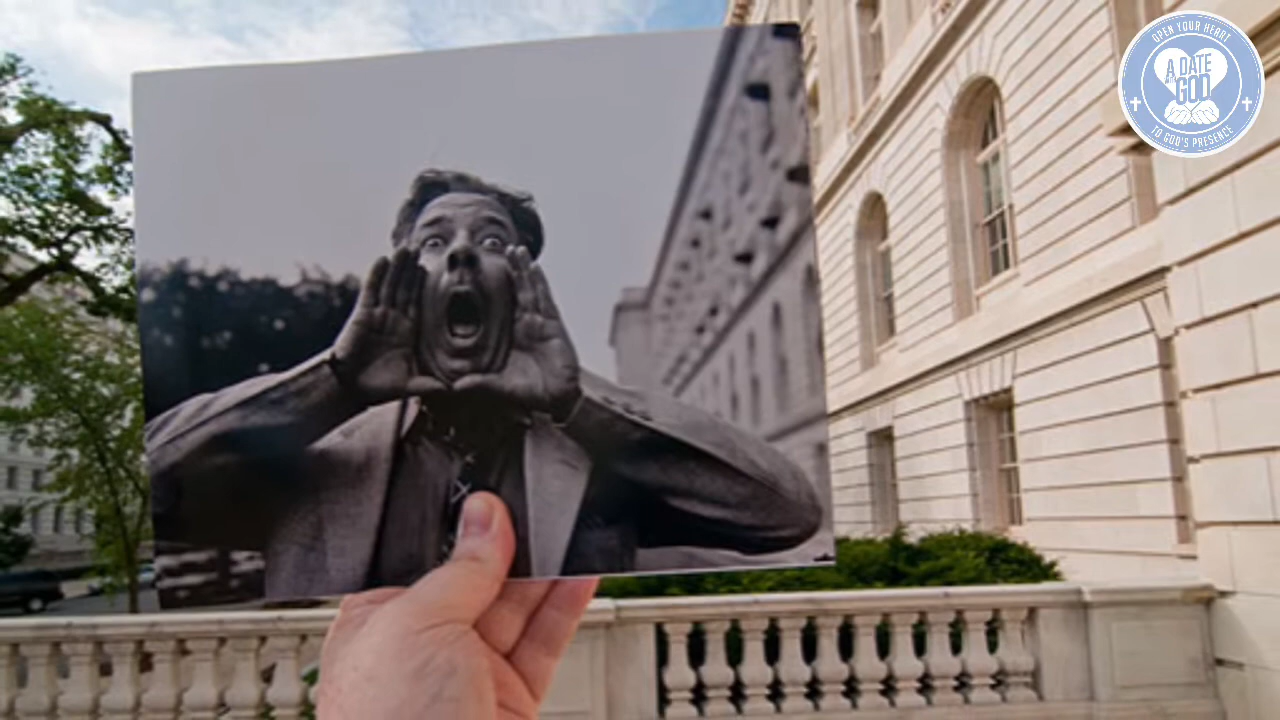 OPEN YOUR HEART
A DATE
WITH
GOD
TO GOD'S PRESENCE